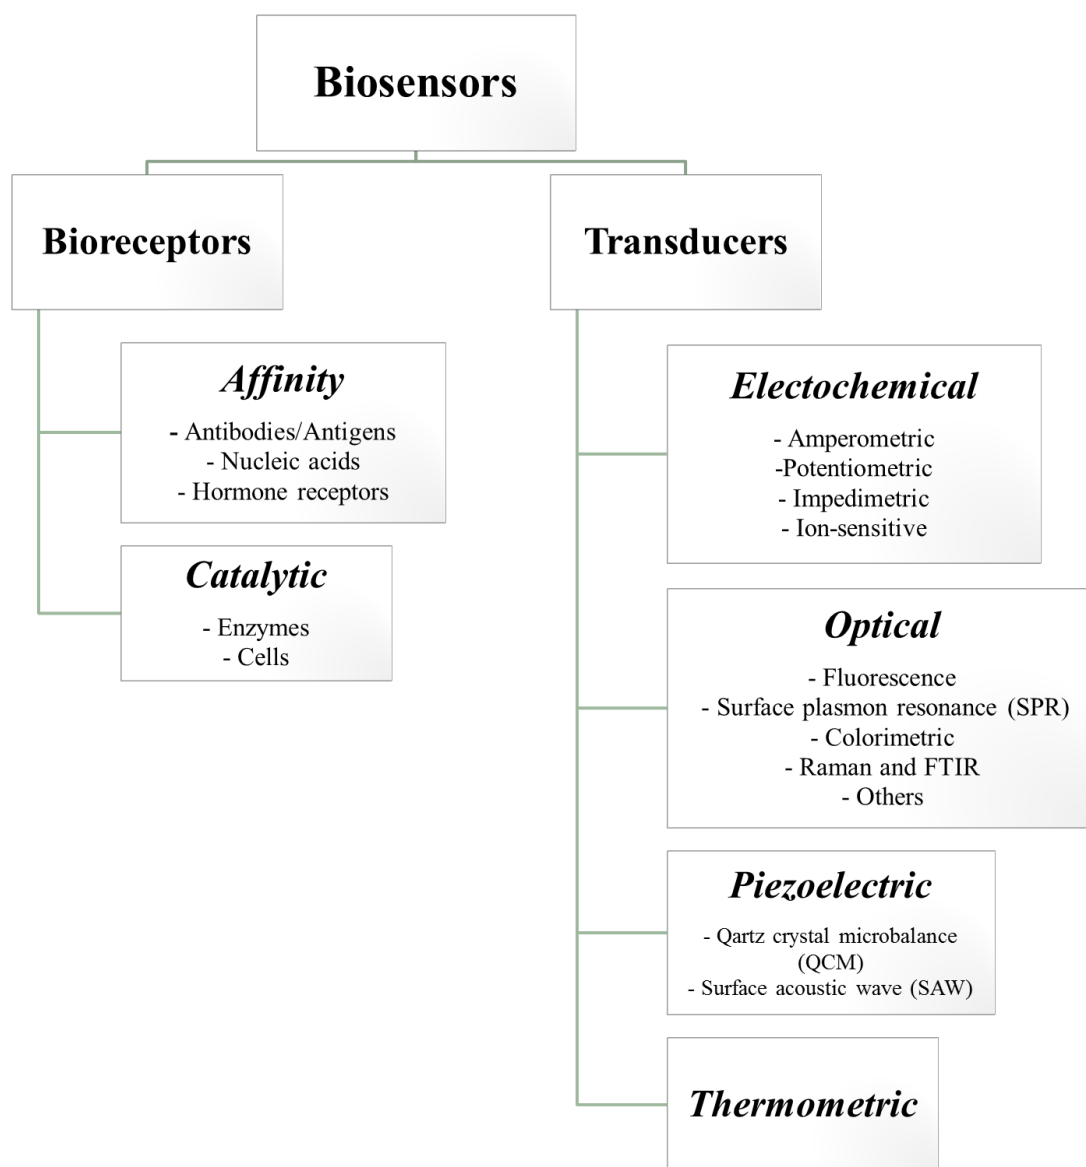 Biosensors
Bioreceptors
Transducers
Affinity
- Antibodies/Antigens
- Nucleic acids
- Hormone receptors
Catalytic
- Enzymes
- Cells
Electochemical
- Amperometric
-Potentiometric
- Impedimetric
- Ion-sensitive
Optical
- Fluorescence
- Surface plasmon resonance (SPR)
- Colorimetric
- Raman and FTIR
- Others
Piezoelectric
- Qartz crystal microbalance
(QCM)
- Surface acoustic wave (SAW)
Thermometric